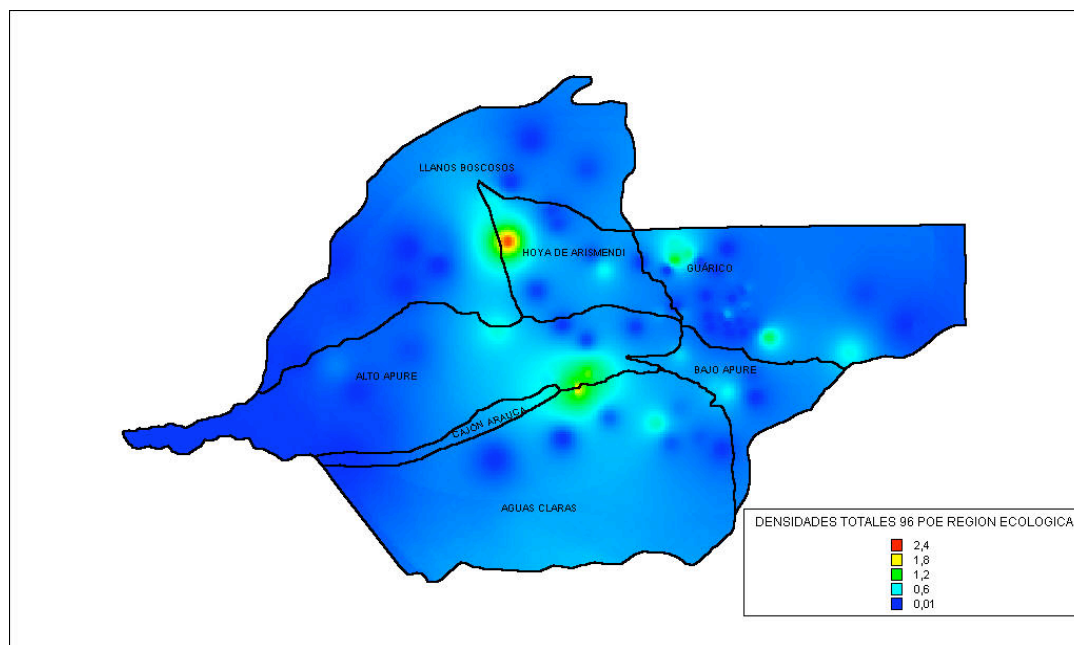 LLANOS BOSCOSOS
HOYA DE ARISMENDI
GUÁRICO
ALTO APURE
BAJO APURE
CAJÓN ARAUCA
AGUAS CLARAS
DENSIDADES TOTALES 96 POE REGION ECOLOGICA
2,4
1,8
1,2
0,6
0,01